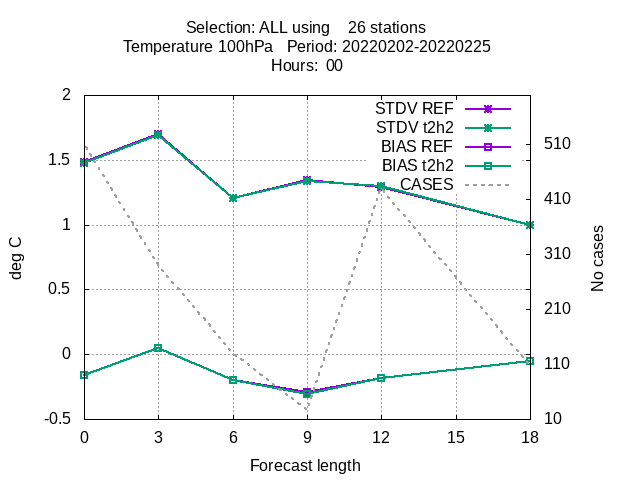 Selection: ALL using    26 stations
Temperature 100hPa   Period: 20220202-20220225
Hours:  00
STDV REF
STDV t2h2
BIAS REF
BIAS t2h2
CASES
2
1.5
1
0.5
0
-0.5
deg C
510
410
310
210
110
10
No cases
0 3 6 9 12 15 18
Forecast length